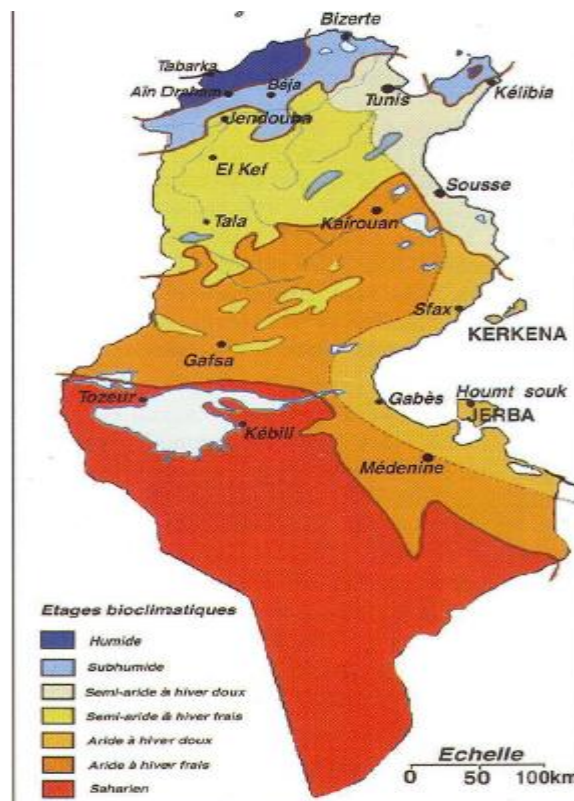 Bizerte
Tabarka
Aïn Draham
Béja
Tunis
Kélibia
Jendouba
El Kef
Sousse
Tala
Kairouan
Sfax
KERKENA
Gafsa
Tozeur
Gabès
Houmt souk
JERBA
Kébili
Médenine
Etages bioclimatiques
Humide
Subhumide
Semi-aride à hiver doux
Semi-aride à hiver frais
Aride à hiver doux
Aride à hiver frais
Saharien
Echelle
0 50 100km